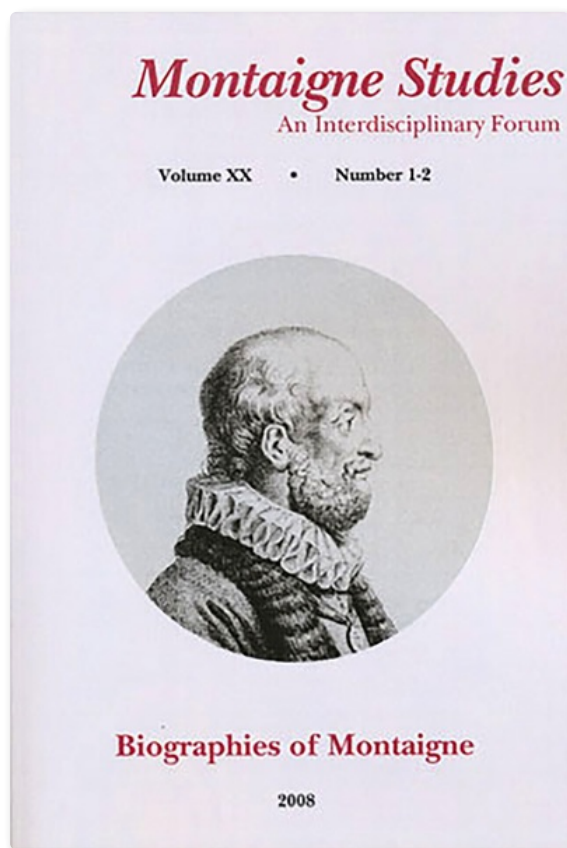 Montaigne Studies
An Interdisciplinary Forum
Volume XX • Number 1-2
Biographies of Montaigne
2008